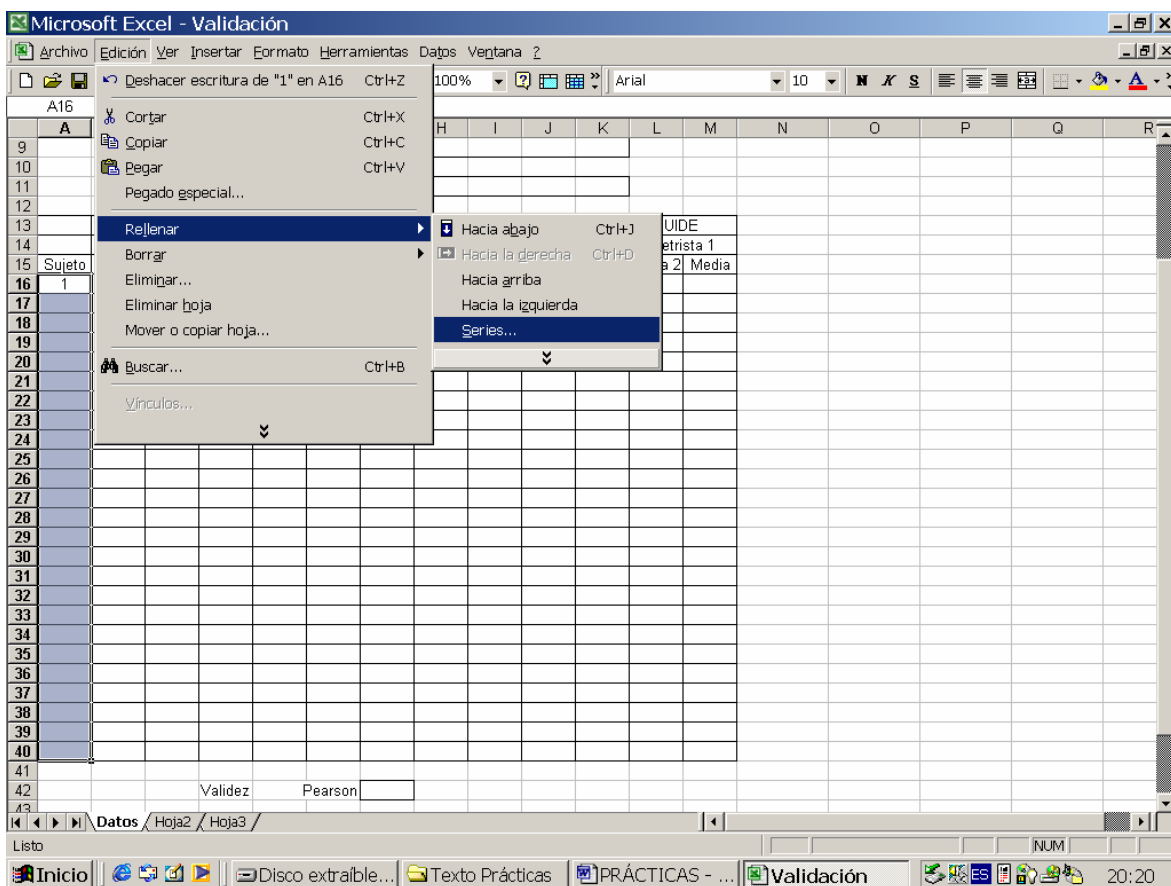 Microsoft Excel - Validación
Archivo Edición Ver Insertar Formato Herramientas Datos Ventana ?
100% Arial 10 N K S
A16
Deshacer escritura de "1" en A16 Ctrl+Z
Cortar Ctrl+X
Copiar Ctrl+C
Pegar Ctrl+V
Pegado especial...
Rellenar
Borrar
Eliminar...
Eliminar hoja
Mover o copiar hoja...
Buscar... Ctrl+B
Vínculos...
Hacia abajo Ctrl+J
Hacia la derecha Ctrl+D
Hacia arriba
Hacia la izquierda
Series...
A H I J K L M N O P Q R
9
10
11
12
13 UIDE
14 etrista 1
15 Sujeto a 2 Media
16 1
17
18
19
20
21
22
23
24
25
26
27
28
29
30
31
32
33
34
35
36
37
38
39
40
41
42 Validez Pearson
43
Datos Hoja2 Hoja3
Listo NUM
Inicio Disco extraíble... Texto Prácticas PRÁCTICAS - ... Validación ES 20:20